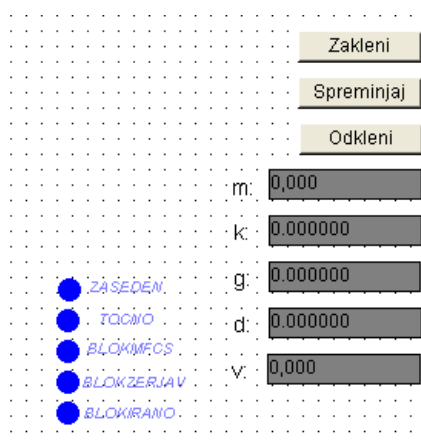 Zakleni
Spreminjaj
Odkleni
m: 0,000
k: 0.000000
g: 0.000000
d: 0.000000
v: 0,000
ZASEDEN
TOCNO
BLOKMFCS
BLOKZERJAV
BLOKIRANO